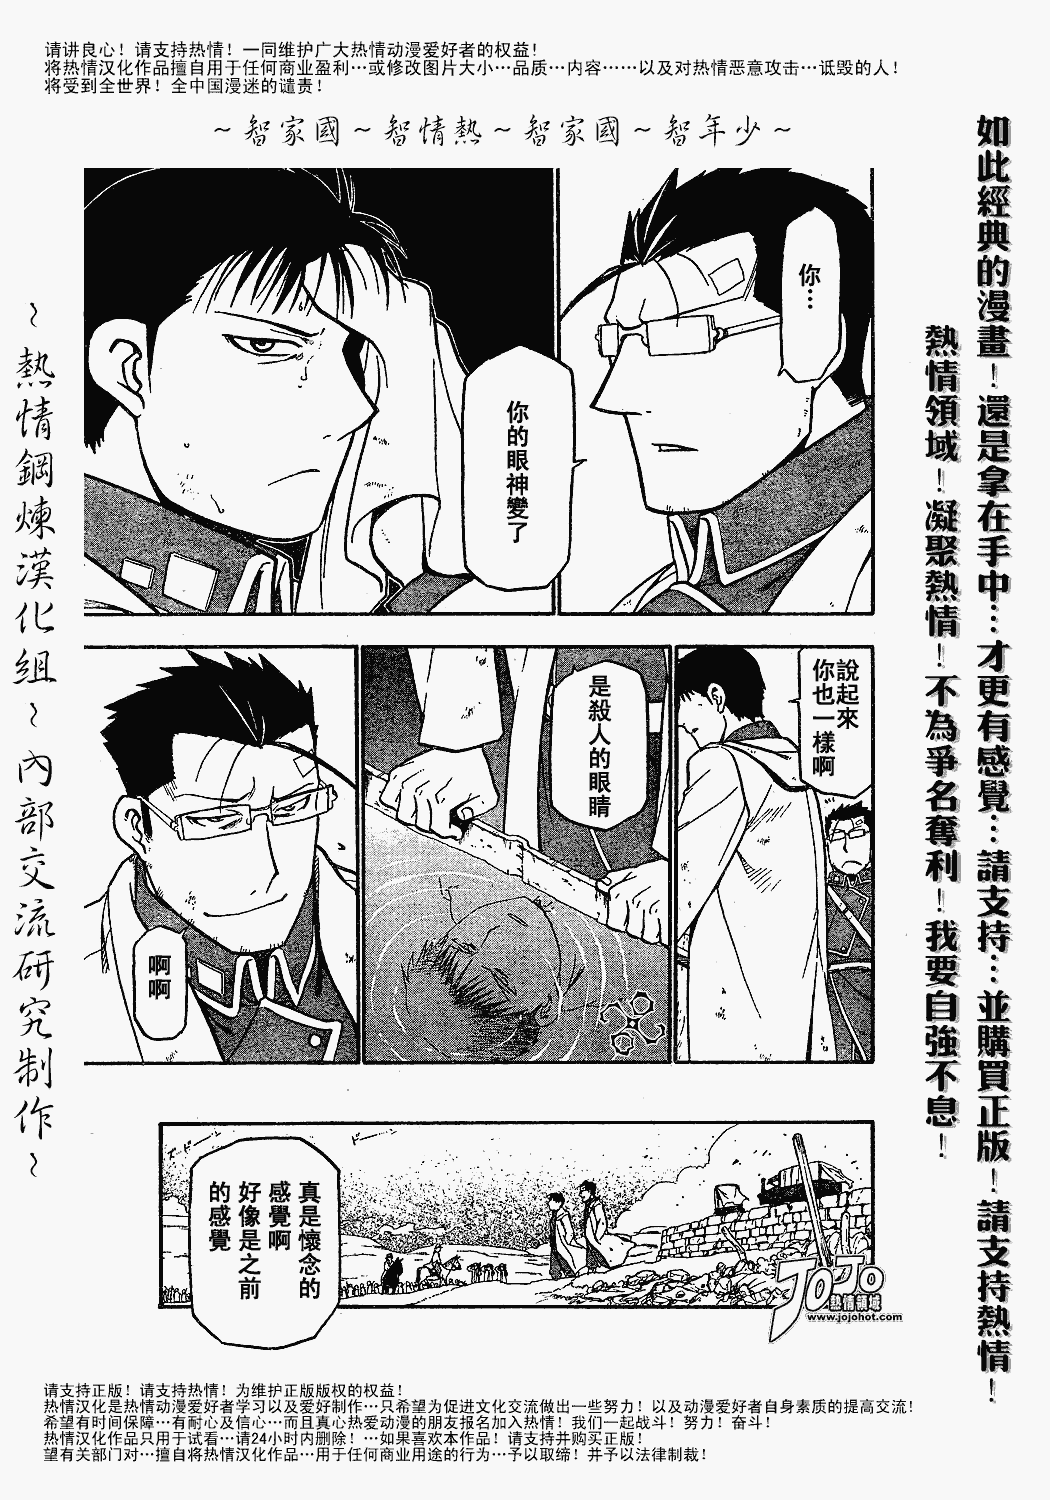 请讲良心！请支持热情！一同维护广大热情动漫爱好者的权益！
将热情汉化作品擅自用于任何商业盈利…或修改图片大小…品质…内容……以及对热情恶意攻击…诋毁的人！
将受到全世界！全中国漫迷的谴责！
～智家國～智情熱～智家國～智年少～
如此經典的漫畫！還是拿在手中…才更有感覺…請支持…並購買正版！請支持熱情！
熱情領域！凝聚熱情！不為爭名奪利！我要自強不息！
～熱情鋼煉漢化組～內部交流研究制作～
你…
你的眼神變了
說起來
你也一樣啊
是殺人的眼睛
啊啊
真是懷念的
感覺啊
好像是之前
的感覺
JOJO
熱情領域
www.jojohot.com
请支持正版！请支持热情！为维护正版版权的权益！
热情汉化是热情动漫爱好者学习以及爱好制作…只希望为促进文化交流做出一些努力！以及动漫爱好者自身素质的提高交流！
希望有时间保障…有耐心及信心…而且真心热爱动漫的朋友报名加入热情！我们一起战斗！努力！奋斗！
热情汉化作品只用于试看…请24小时内删除！…如果喜欢本作品！请支持并购买正版！
望有关部门对…擅自将热情汉化作品…用于任何商业用途的行为…予以取缔！并予以法律制裁！